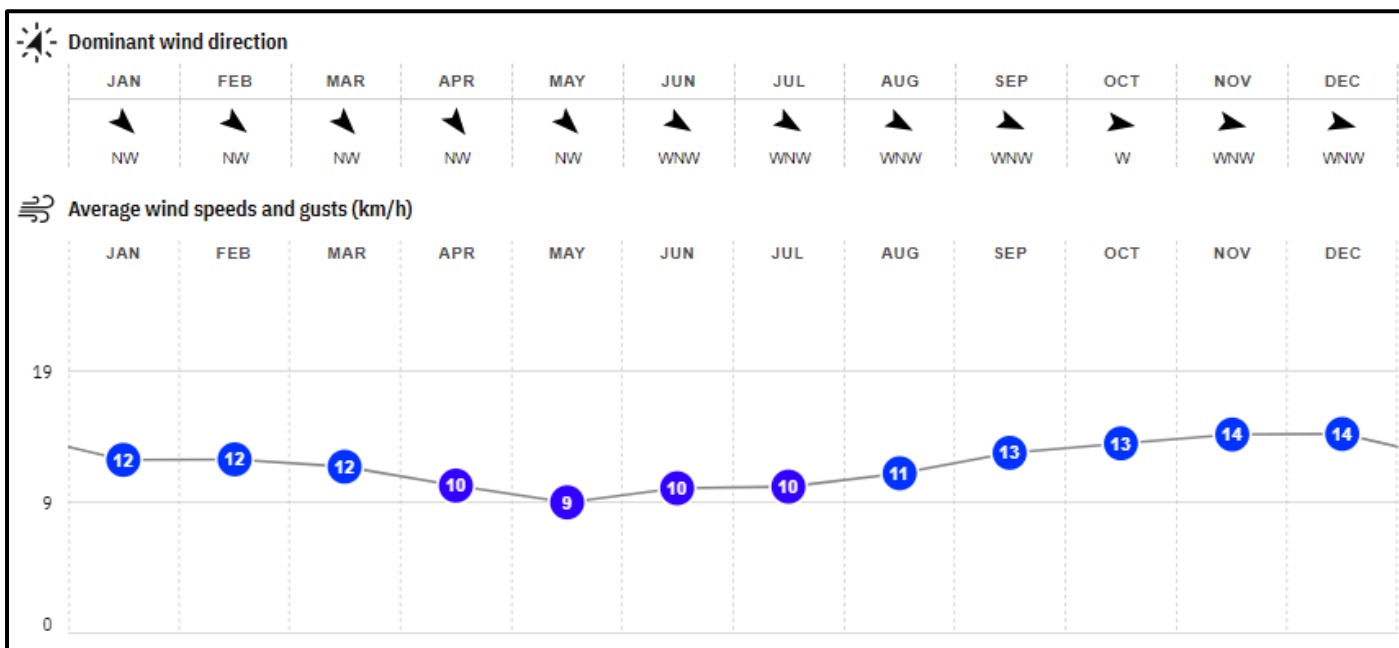 Dominant wind direction
JAN FEB MAR APR MAY JUN JUL AUG SEP OCT NOV DEC
NW NW NW NW NW WNW WNW WNW WNW W WNW WNW
Average wind speeds and gusts (km/h)
JAN FEB MAR APR MAY JUN JUL AUG SEP OCT NOV DEC
19
12 12 12 10 9 10 10 11 13 13 14 14
9
0